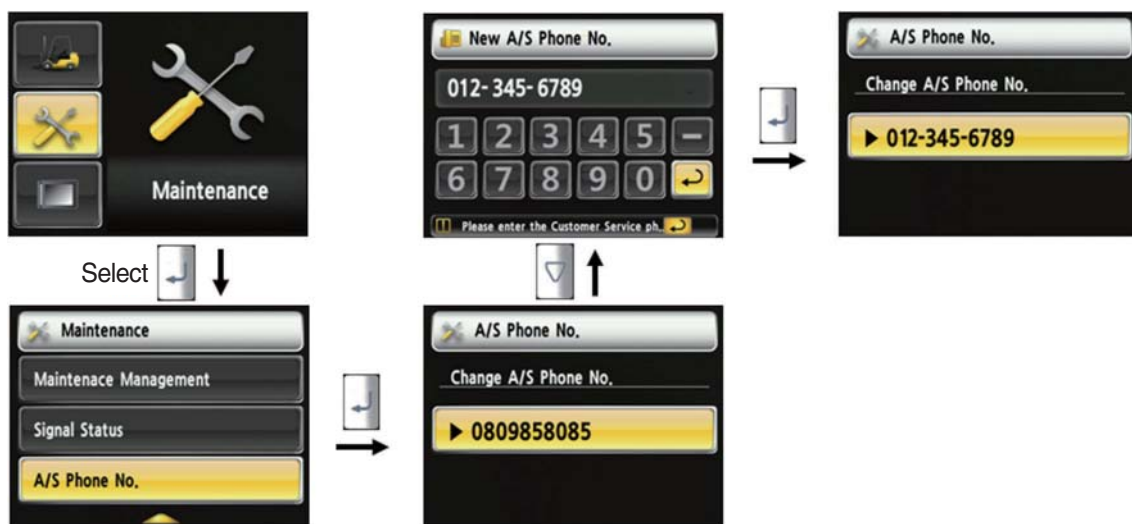 Maintenance
Select
Maintenance
Maintenace Management
Signal Status
A/S Phone No.
A/S Phone No.
Change A/S Phone No.
0809858085
New A/S Phone No.
012-345-6789
1 2 3 4 5 -
6 7 8 9 0
Please enter the Customer Service ph.
A/S Phone No.
Change A/S Phone No.
012-345-6789